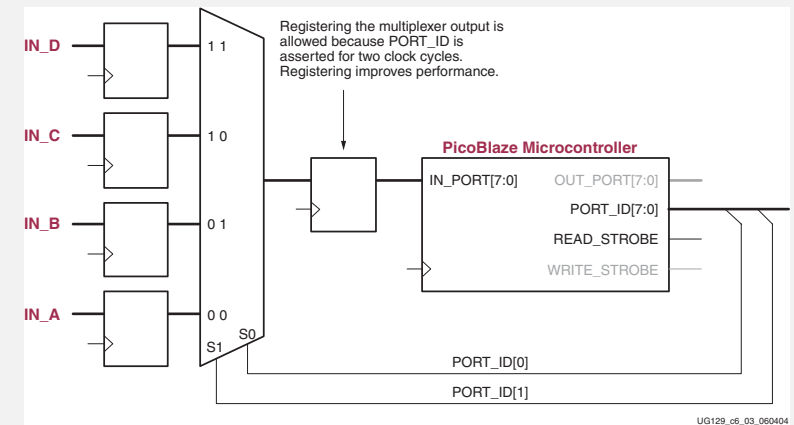 Registering the multiplexer output is
allowed because PORT_ID is
asserted for two clock cycles.
Registering improves performance.
IN_D
1 1
IN_C
1 0
PicoBlaze Microcontroller
IN_PORT[7:0]
OUT_PORT[7:0]
PORT_ID[7:0]
READ_STROBE
WRITE_STROBE
IN_B
0 1
IN_A
0 0
S0
S1
PORT_ID[0]
PORT_ID[1]
UG129_c6_03_060404